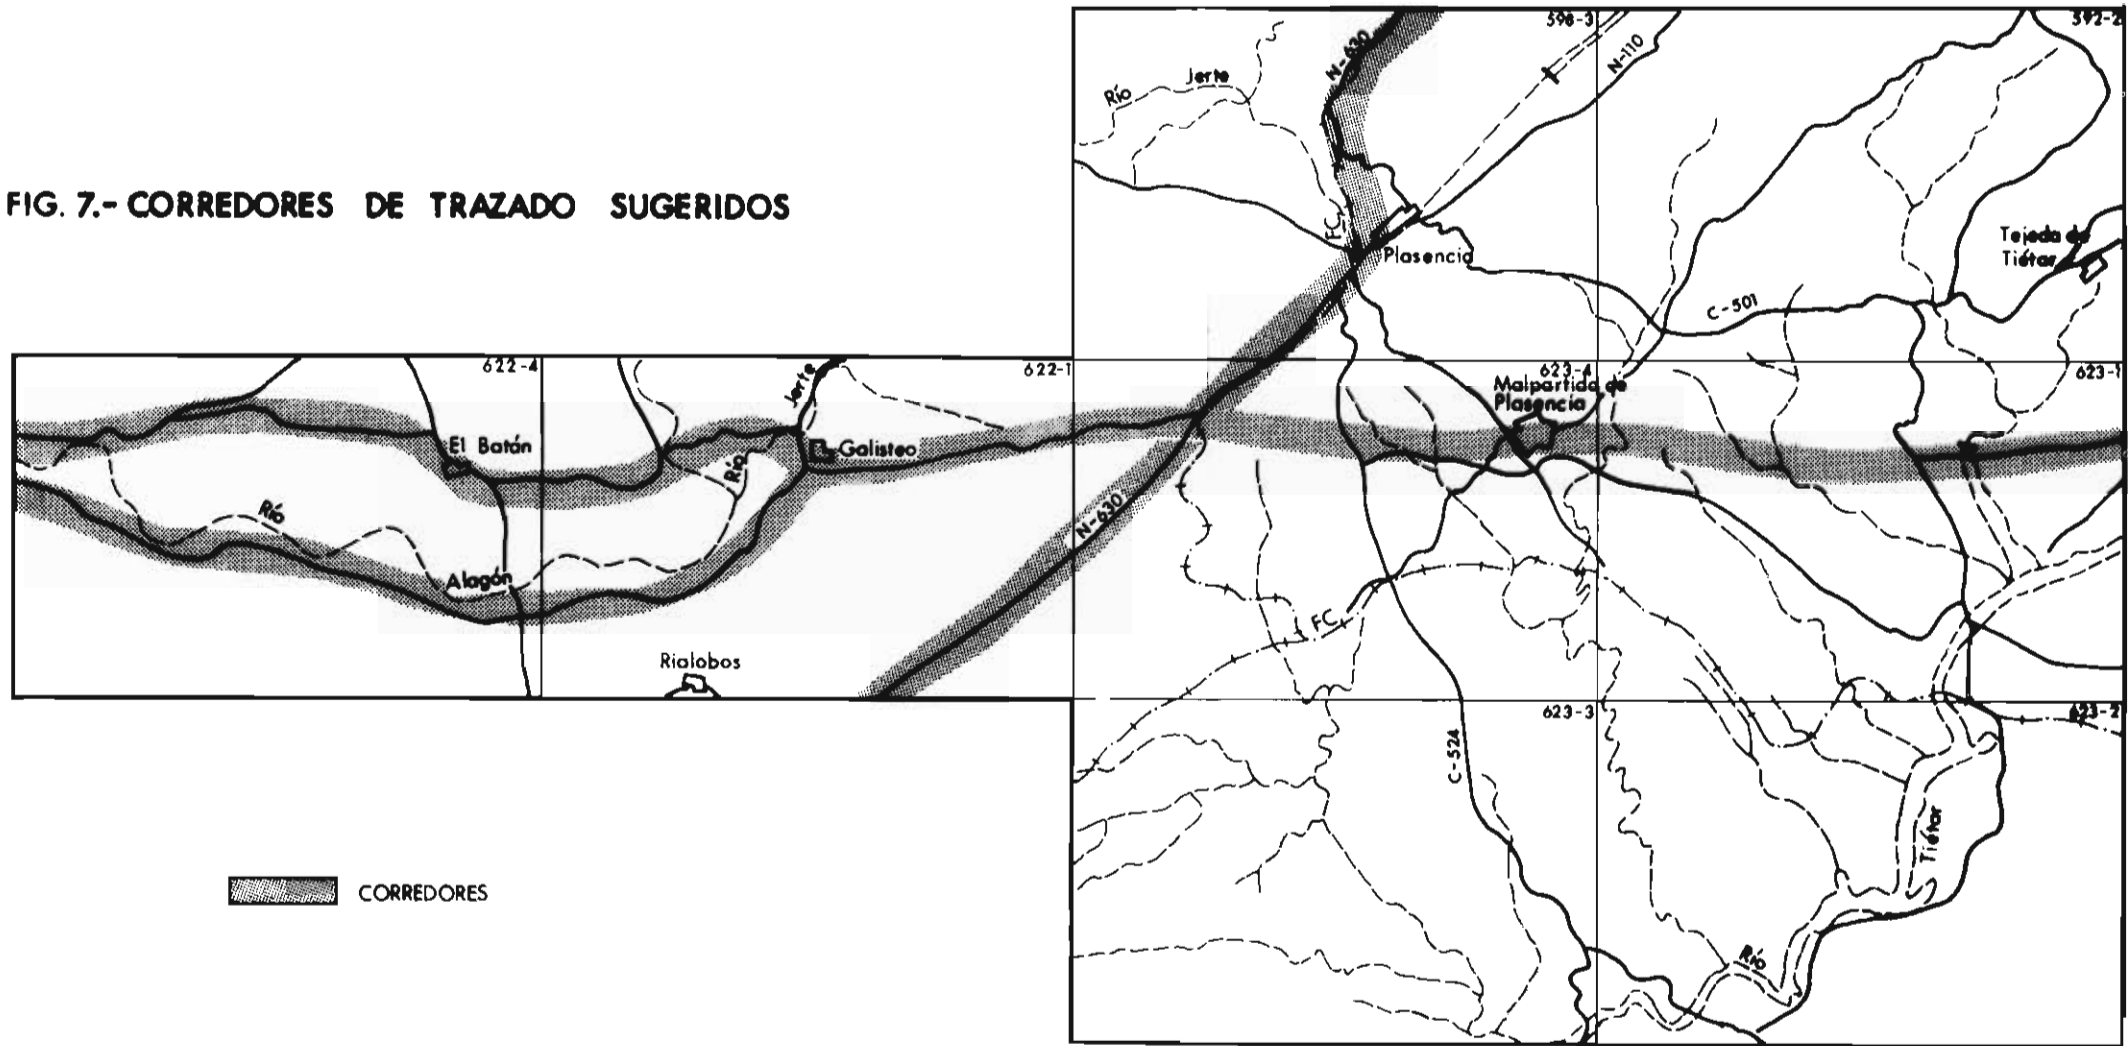 598-3
592-2
N-630
N-110
Río
Jerte
FIG. 7.- CORREDORES DE TRAZADO SUGERIDOS
FC
Plasencia
Tejeda de
Tiétar
C-501
622-4
622-1
623-4
623-1
Jerte
Malpartida de
Plasencia
El Batán
Río
Galisteo
Río
N-630
Alagón
FC
Riolobos
623-3
623-2
C-524
Tiétar
CORREDORES
Río